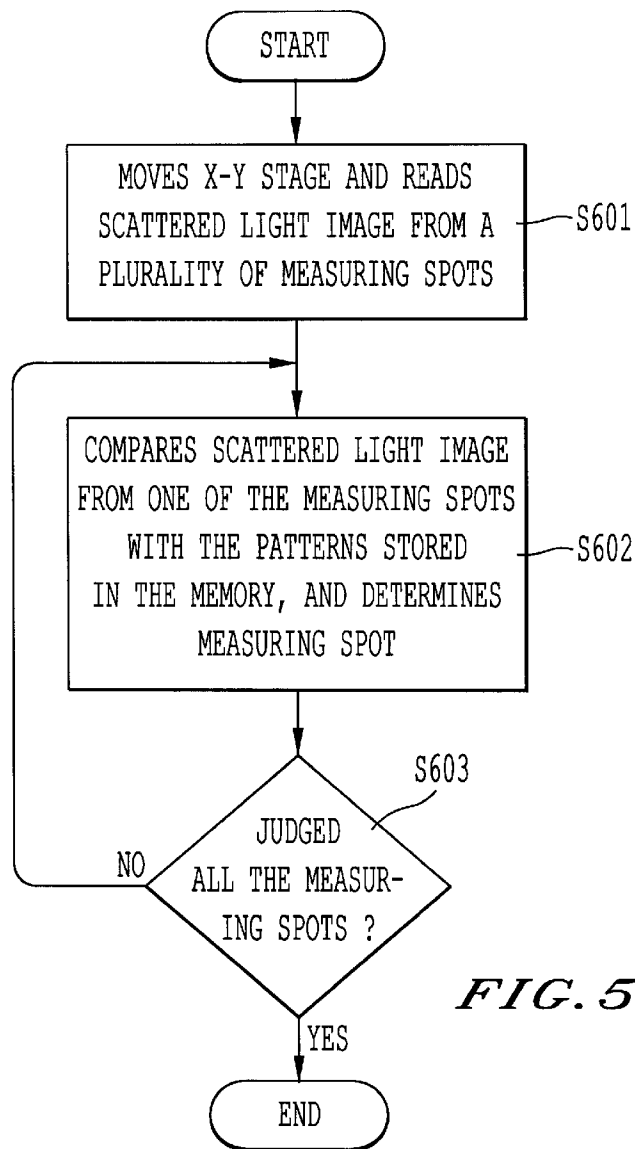 START
MOVES X-Y STAGE AND READS
SCATTERED LIGHT IMAGE FROM A
PLURALITY OF MEASURING SPOTS
S601
COMPARES SCATTERED LIGHT IMAGE
FROM ONE OF THE MEASURING SPOTS
WITH THE PATTERNS STORED
IN THE MEMORY, AND DETERMINES
MEASURING SPOT
S602
S603
JUDGED
ALL THE MEASUR-
ING SPOTS ?
NO
YES
FIG. 5
END